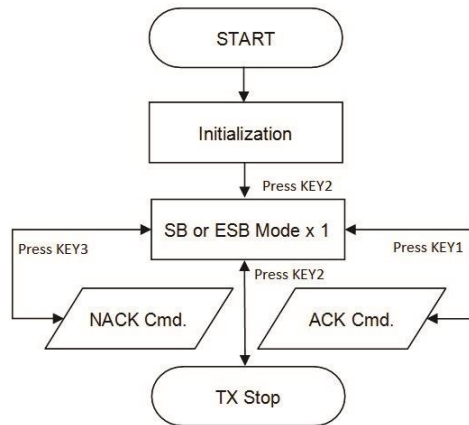 START
Initialization
Press KEY2
SB or ESB Mode x 1
Press KEY3
Press KEY1
Press KEY2
NACK Cmd.
ACK Cmd.
TX Stop